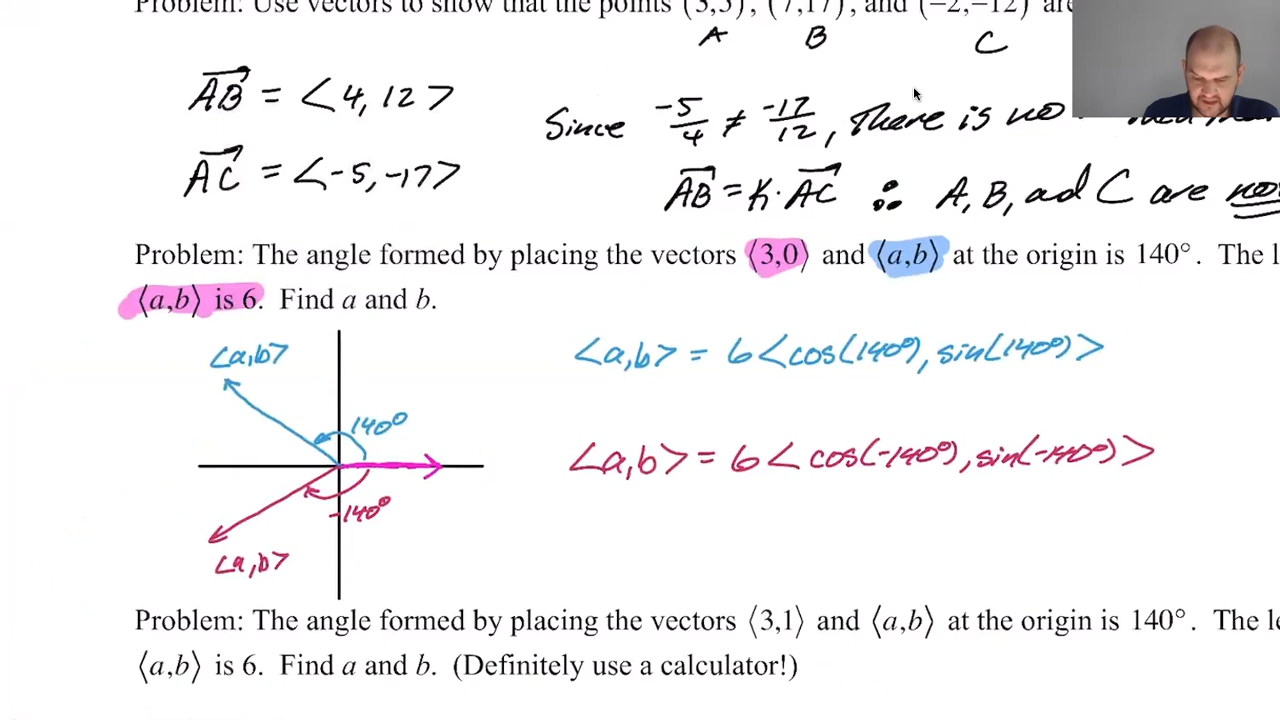 Problem: Use vectors to show that the points (3,5), (7,17), and (−2,−12) are
A B C
AB = <4, 12>
AC = <-5, -17>
Since -5/4 ≠ -17/12, there is no
AB = K · AC ∴ A, B, and C are not
Problem: The angle formed by placing the vectors ⟨3,0⟩ and ⟨a,b⟩ at the origin is 140°. The l
⟨a,b⟩ is 6. Find a and b.
<a,b>
140°
-140°
<a,b>
<a,b> = 6<cos(140°), sin(140°)>
<a,b> = 6<cos(-140°), sin(-140°)>
Problem: The angle formed by placing the vectors ⟨3,1⟩ and ⟨a,b⟩ at the origin is 140°. The le
⟨a,b⟩ is 6. Find a and b. (Definitely use a calculator!)